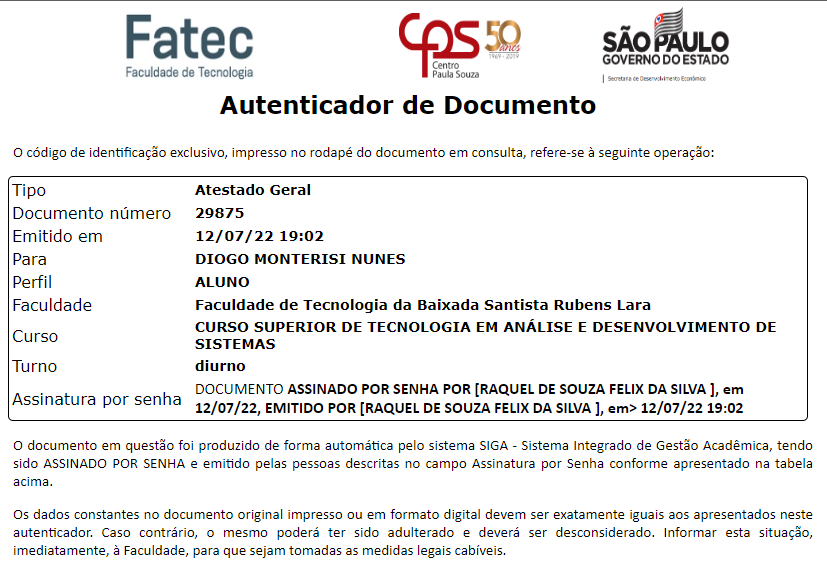 Fatec
Faculdade de Tecnologia
CPS 50 anos
1969 - 2019
Centro
Paula Souza
SÃO PAULO
GOVERNO DO ESTADO
Secretaria de Desenvolvimento Econômico
Autenticador de Documento
O código de identificação exclusivo, impresso no rodapé do documento em consulta, refere-se à seguinte operação:
Tipo Atestado Geral
Documento número 29875
Emitido em 12/07/22 19:02
Para DIOGO MONTERISI NUNES
Perfil ALUNO
Faculdade Faculdade de Tecnologia da Baixada Santista Rubens Lara
Curso CURSO SUPERIOR DE TECNOLOGIA EM ANÁLISE E DESENVOLVIMENTO DE
SISTEMAS
Turno diurno
Assinatura por senha DOCUMENTO ASSINADO POR SENHA POR [RAQUEL DE SOUZA FELIX DA SILVA ], em
12/07/22, EMITIDO POR [RAQUEL DE SOUZA FELIX DA SILVA ], em> 12/07/22 19:02
O documento em questão foi produzido de forma automática pelo sistema SIGA - Sistema Integrado de Gestão Acadêmica, tendo
sido ASSINADO POR SENHA e emitido pelas pessoas descritas no campo Assinatura por Senha conforme apresentado na tabela
acima.
Os dados constantes no documento original impresso ou em formato digital devem ser exatamente iguais aos apresentados neste
autenticador. Caso contrário, o mesmo poderá ter sido adulterado e deverá ser desconsiderado. Informar esta situação,
imediatamente, à Faculdade, para que sejam tomadas as medidas legais cabíveis.